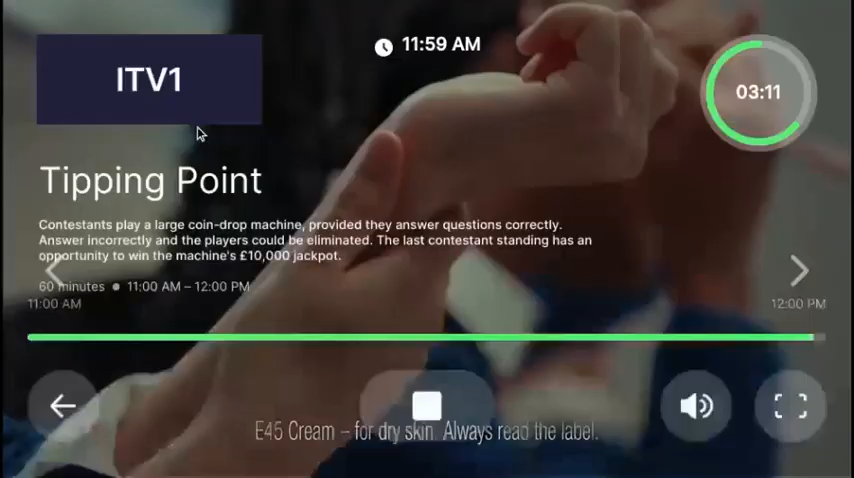 ITV1
11:59 AM
03:11
Tipping Point
Contestants play a large coin-drop machine, provided they answer questions correctly.
Answer incorrectly and the players could be eliminated. The last contestant standing has an
opportunity to win the machine's £10,000 jackpot.
60 minutes ● 11:00 AM – 12:00 PM
11:00 AM
12:00 PM
E45 Cream – for dry skin. Always read the label.